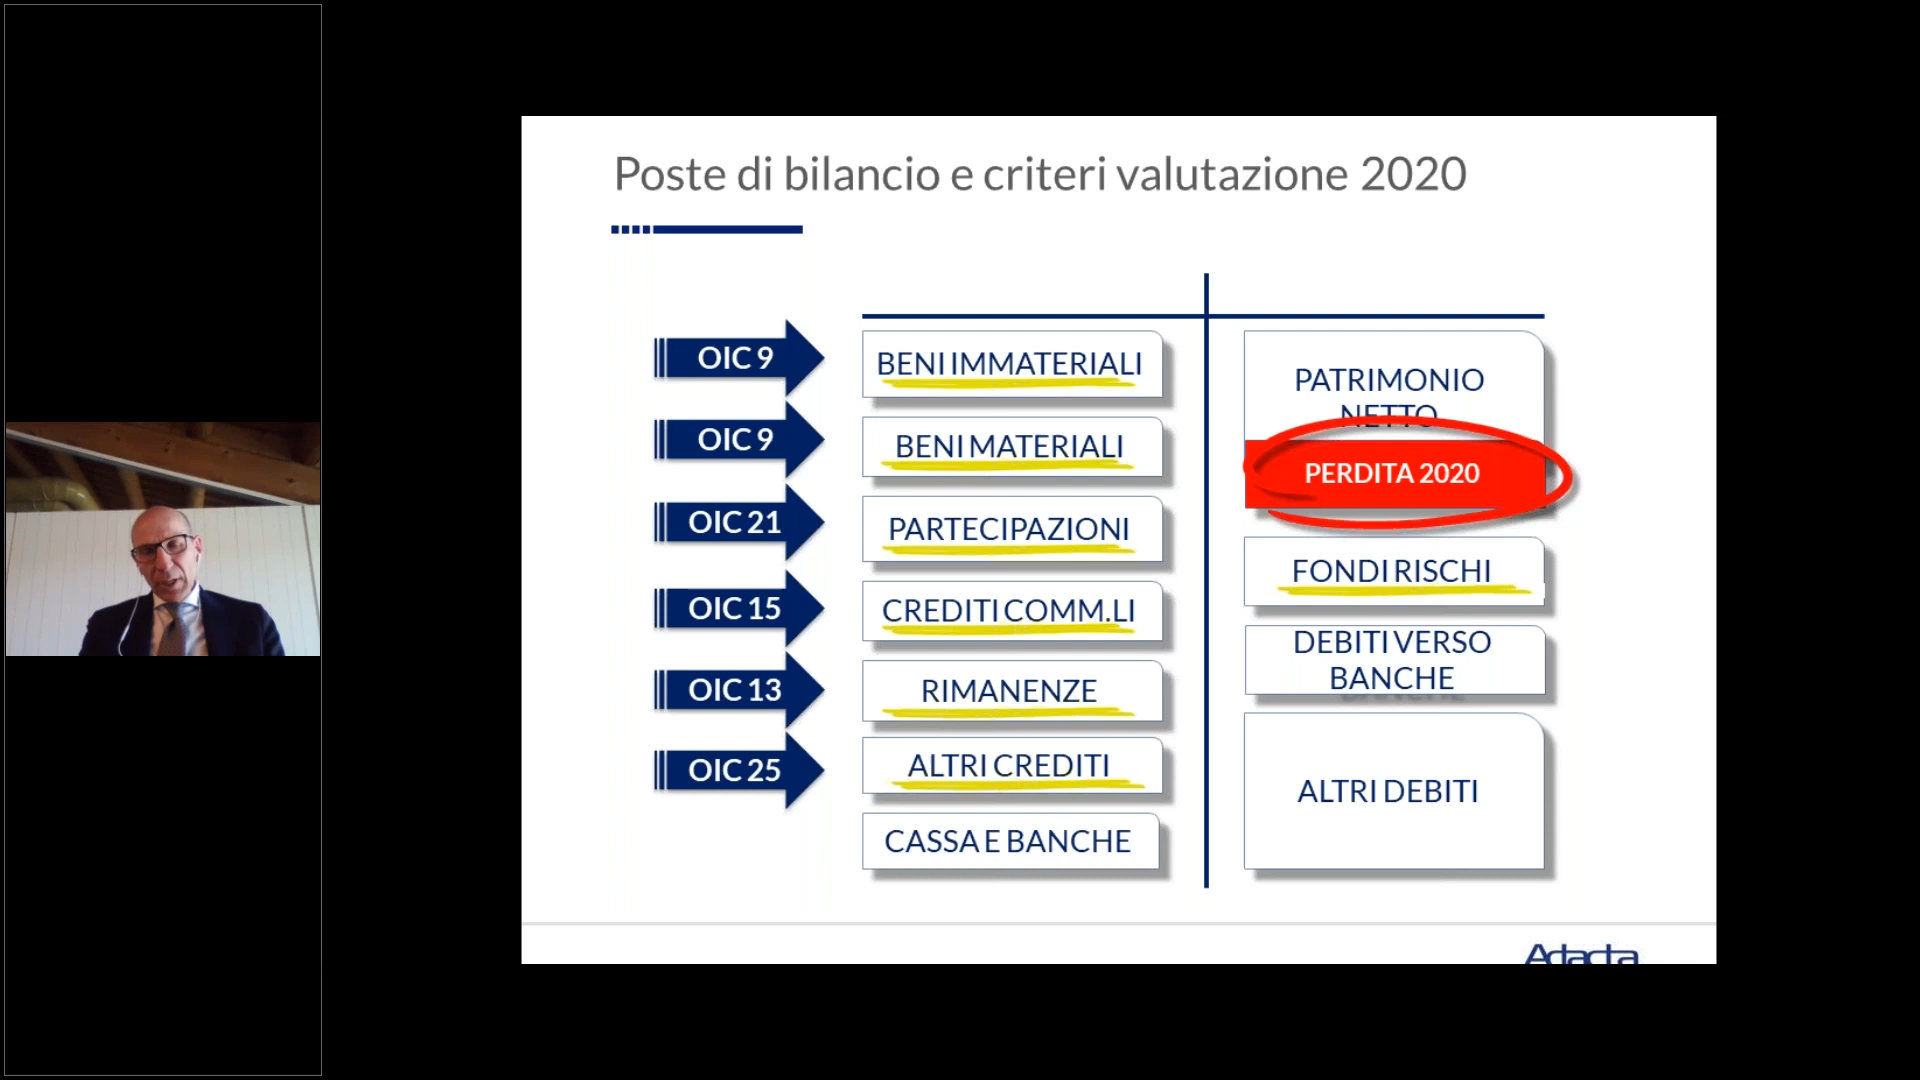 Poste di bilancio e criteri valutazione 2020
OIC 9
BENI IMMATERIALI
OIC 9
BENI MATERIALI
OIC 21
PARTECIPAZIONI
OIC 15
CREDITI COMM.LI
OIC 13
RIMANENZE
OIC 25
ALTRI CREDITI
CASSA E BANCHE
PATRIMONIO
NETTO
PERDITA 2020
FONDI RISCHI
DEBITI VERSO
BANCHE
ALTRI DEBITI
Adacta